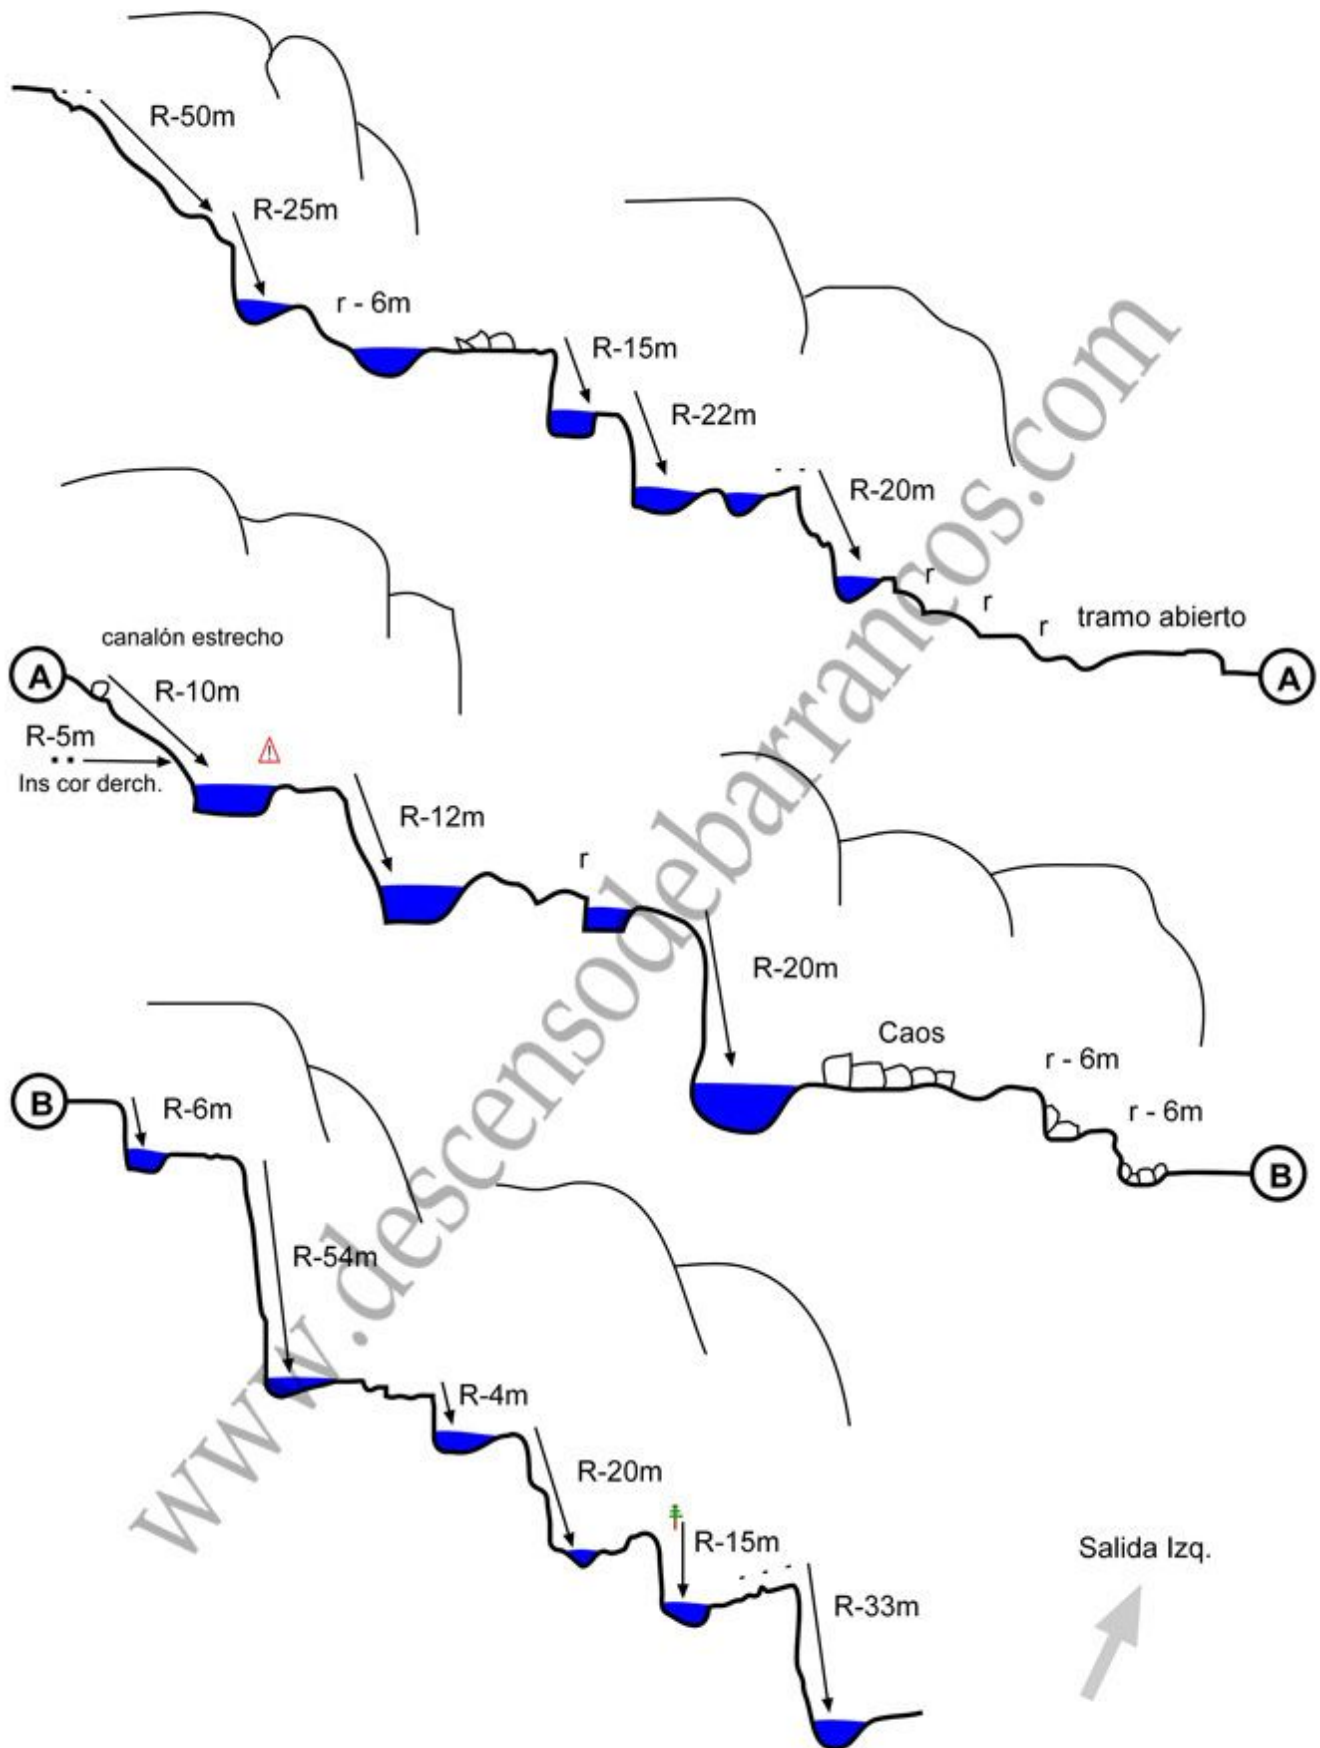 R-50m
R-25m
r - 6m
R-15m
R-22m
R-20m
r
r
r
tramo abierto
A
canalón estrecho
A
R-10m
R-5m
Ins cor derch.
!
R-12m
r
R-20m
Caos
r - 6m
r - 6m
B
B
R-6m
R-54m
R-4m
R-20m
R-15m
R-33m
Salida Izq.
www.descensodebarrancos.com